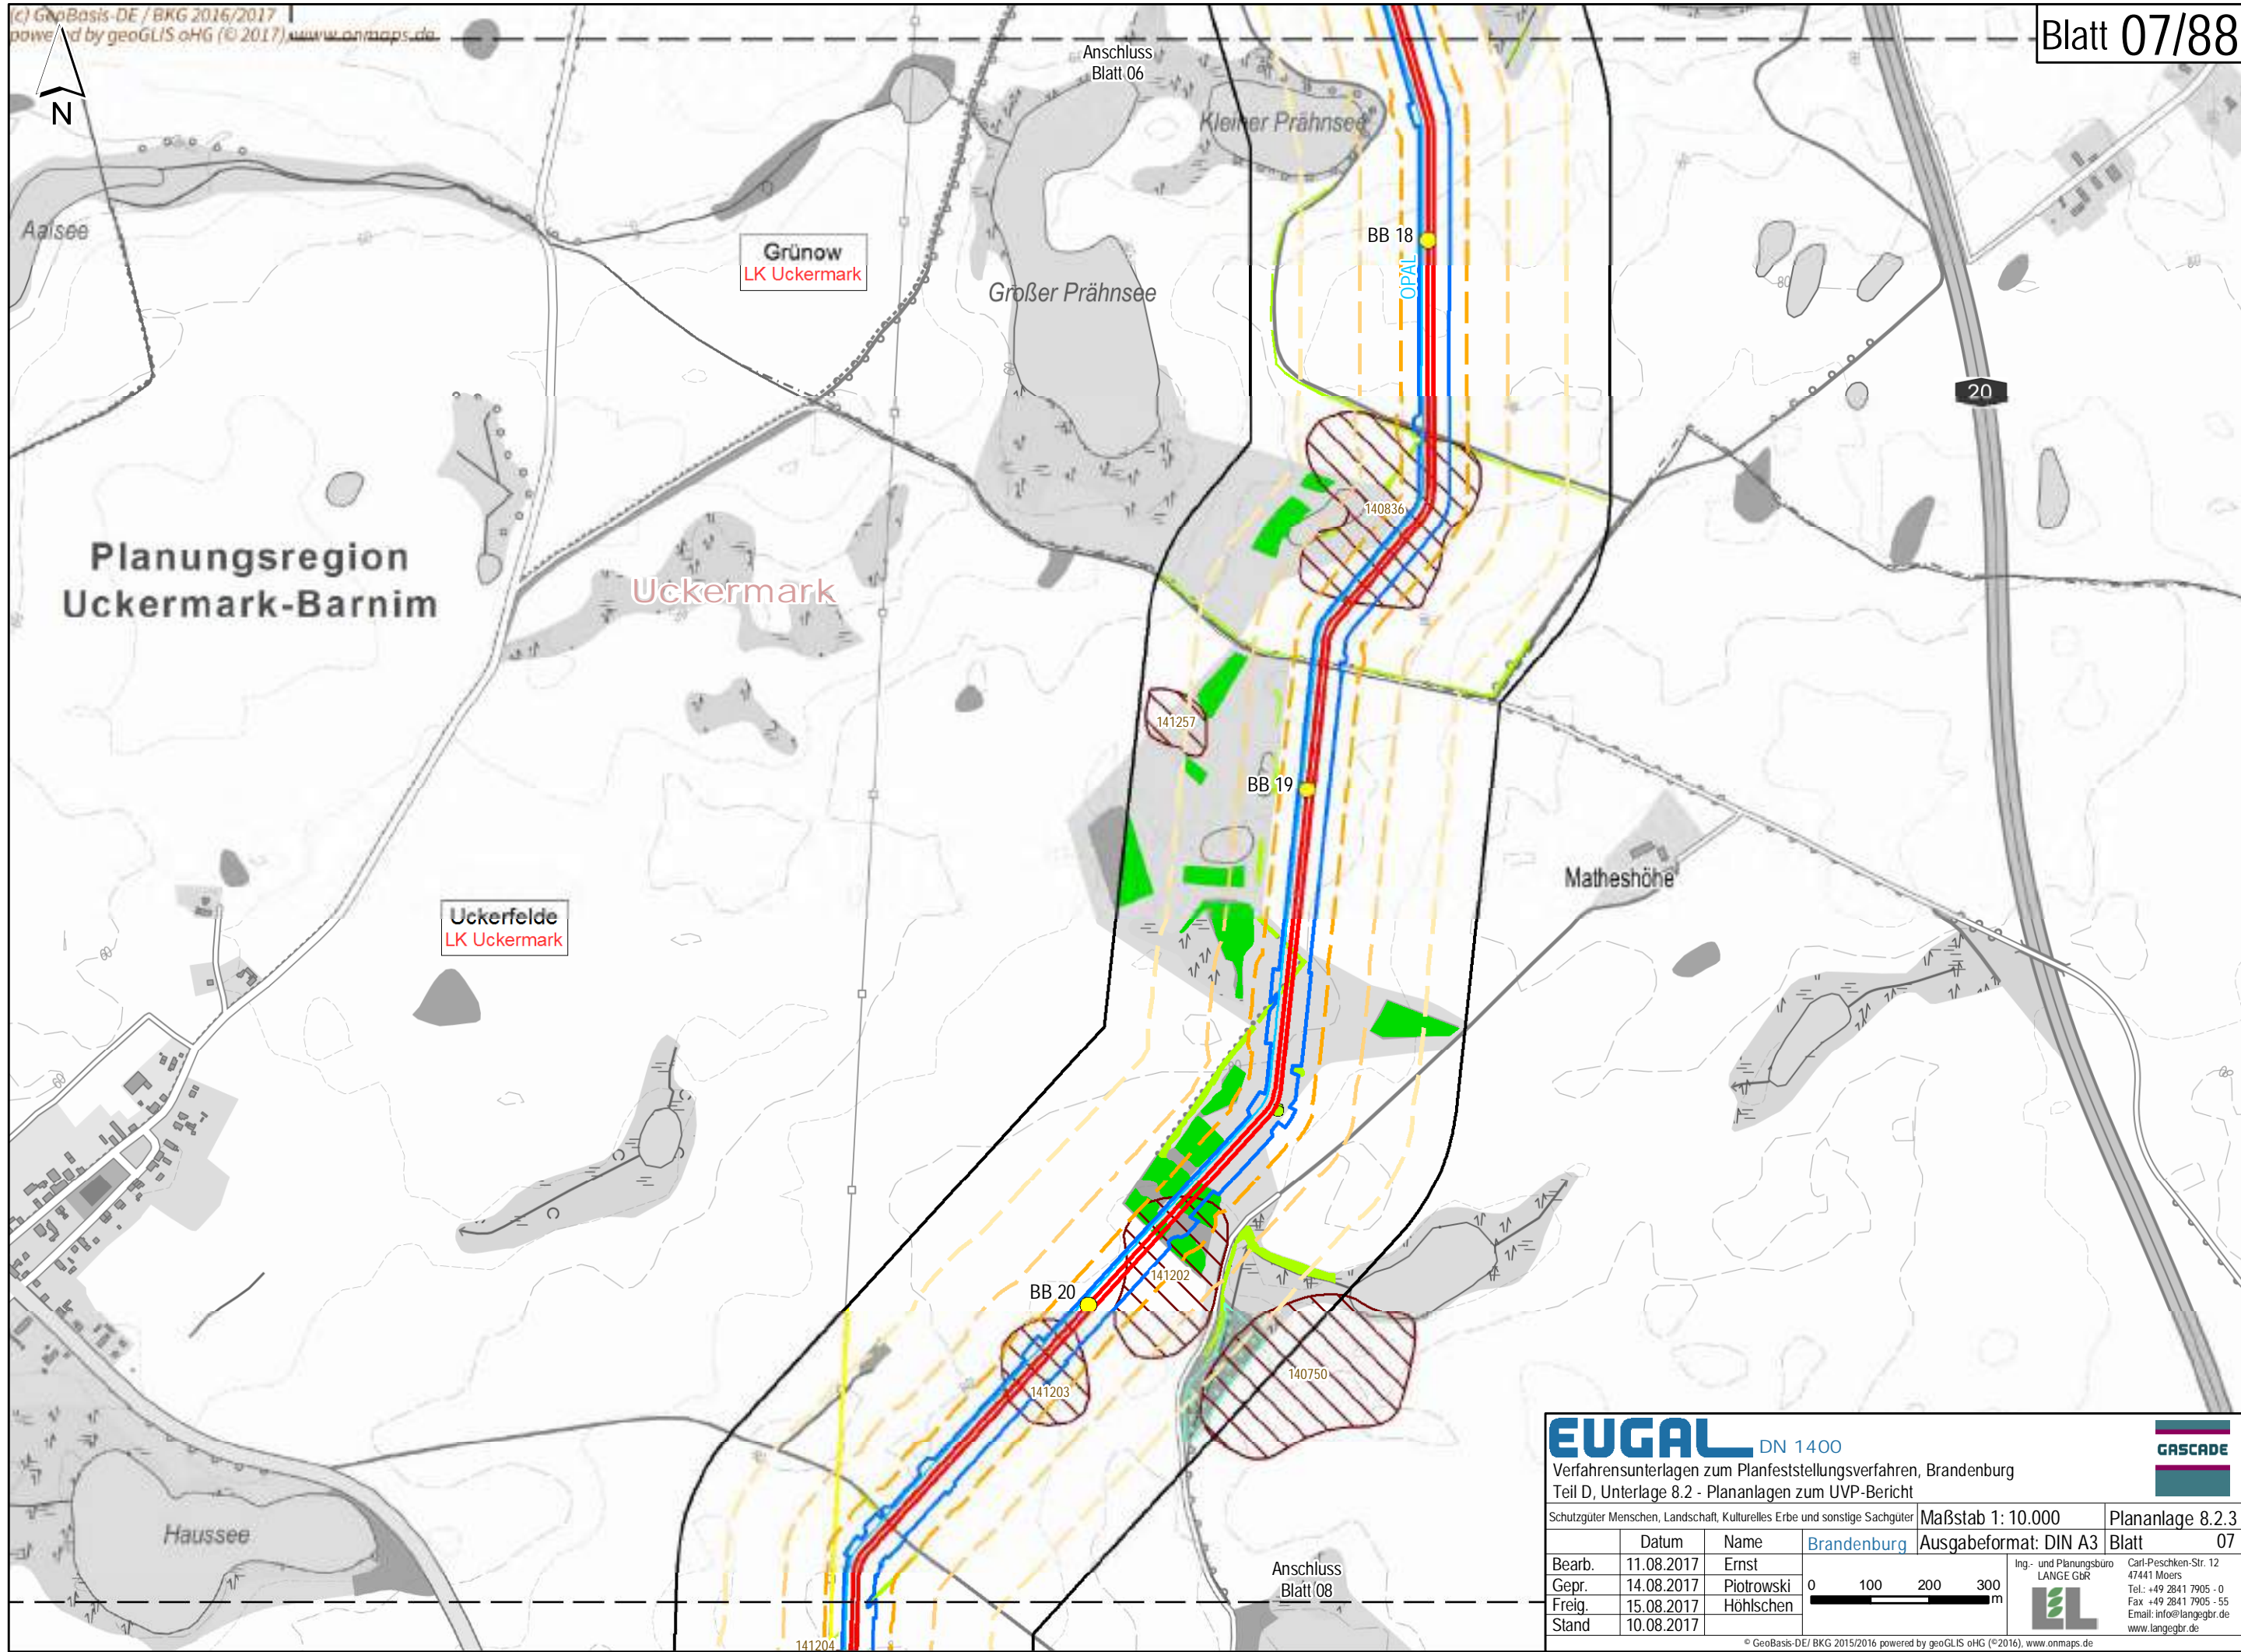 (c) GeoBasis-DE / BKG 2016/2017
powered by geoGLIS oHG (© 2017), www.onmaps.de
N
Blatt 07/88
Anschluss
Blatt 06
Kleiner Prähnsee
Aalsee
Grünow
LK Uckermark
BB 18
OPAL
Großer Prähnsee
20
140836
Planungsregion
Uckermark-Barnim
Uckermark
141257
BB 19
Matheshöhe
Uckerfelde
LK Uckermark
141202
BB 20
140750
141203
Haussee
Anschluss
Blatt 08
141204
EUGAL DN 1400
GASCADE
Verfahrensunterlagen zum Planfeststellungsverfahren, Brandenburg
Teil D, Unterlage 8.2 - Plananlagen zum UVP-Bericht
Schutzgüter Menschen, Landschaft, Kulturelles Erbe und sonstige Sachgüter Maßstab 1: 10.000 Plananlage 8.2.3
Datum Name Brandenburg Ausgabeformat: DIN A3 Blatt 07
Bearb. 11.08.2017 Ernst
Gepr. 14.08.2017 Piotrowski
Freig. 15.08.2017 Höhlschen
Stand 10.08.2017
0 100 200 300
m
Ing.- und Planungsbüro
LANGE GbR
Carl-Peschken-Str. 12
47441 Moers
Tel.: +49 2841 7905 - 0
Fax +49 2841 7905 - 55
Email: info@langegbr.de
www.langegbr.de
© GeoBasis-DE/ BKG 2015/2016 powered by geoGLIS oHG (©2016), www.onmaps.de